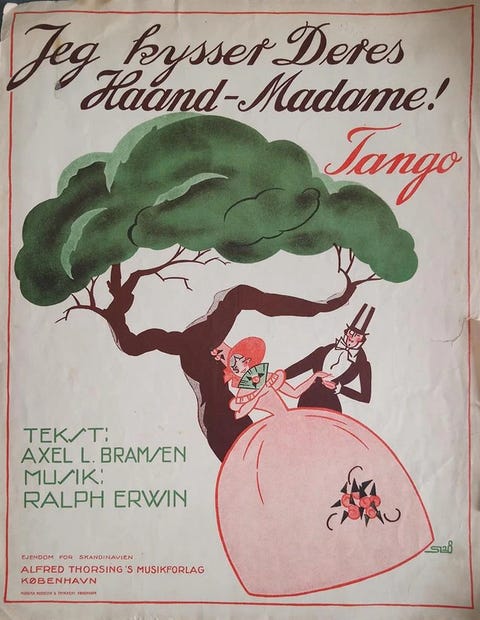 Jeg kysser Deres
Haand-Madame!
Tango
TEKST:
AXEL L. BRAMSEN
MUSIK:
RALPH ERWIN
EJENDOM FOR SKANDINAVIEN
ALFRED THORSING'S MUSIKFORLAG
KØBENHAVN